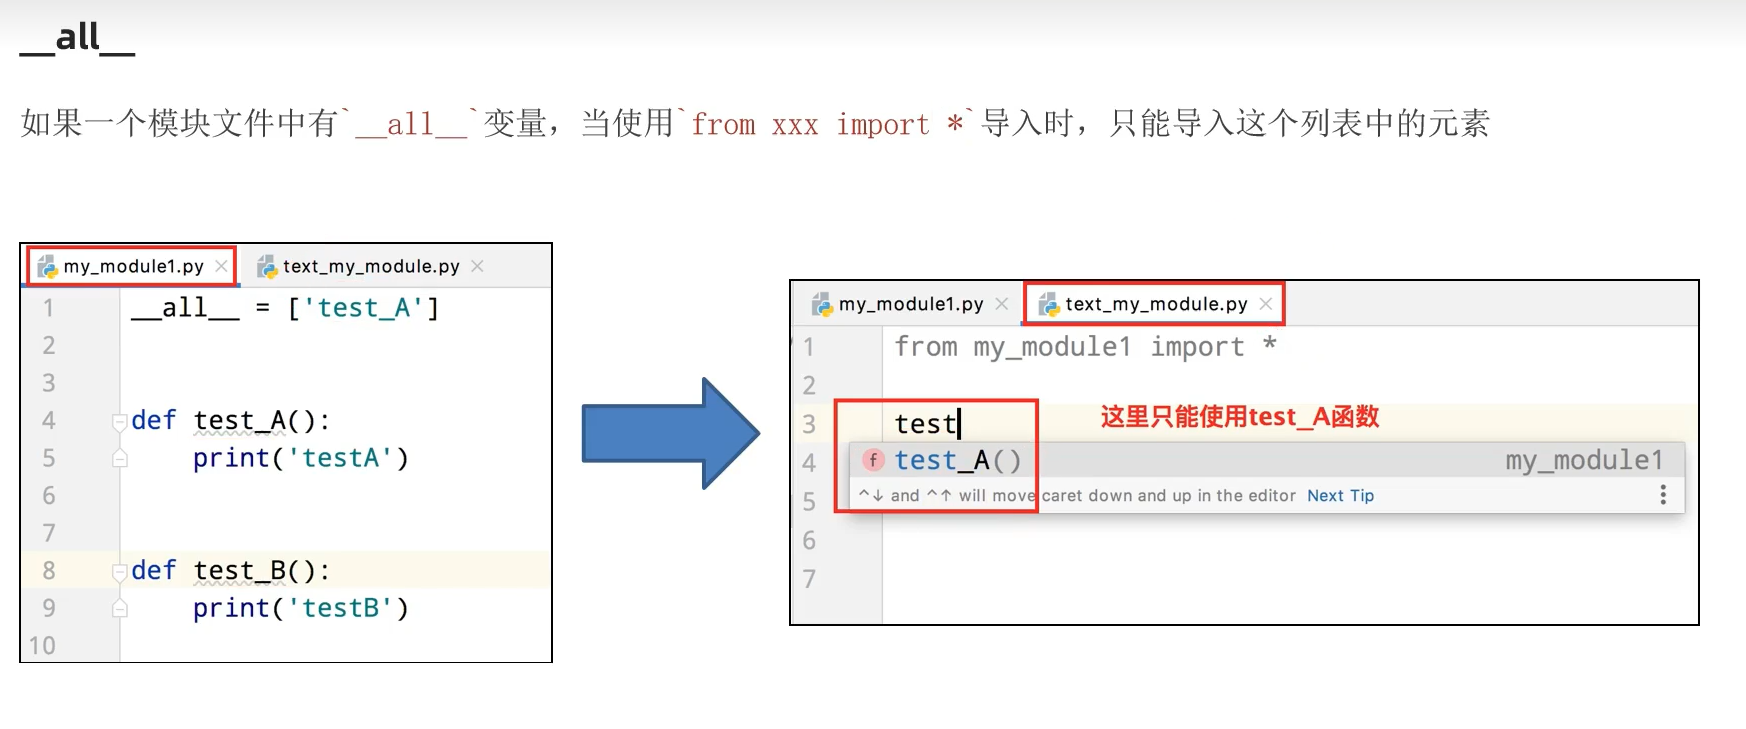 __all__
如果一个模块文件中有`__all__`变量，当使用`from xxx import *`导入时，只能导入这个列表中的元素
my_module1.py × text_my_module.py ×
1 __all__ = ['test_A']
2
3
4 def test_A():
5 print('testA')
6
7
8 def test_B():
9 print('testB')
10
my_module1.py × text_my_module.py ×
1 from my_module1 import *
2
3 test 这里只能使用test_A函数
4 f test_A() my_module1
5 ^↓ and ^↑ will move caret down and up in the editor Next Tip
6
7